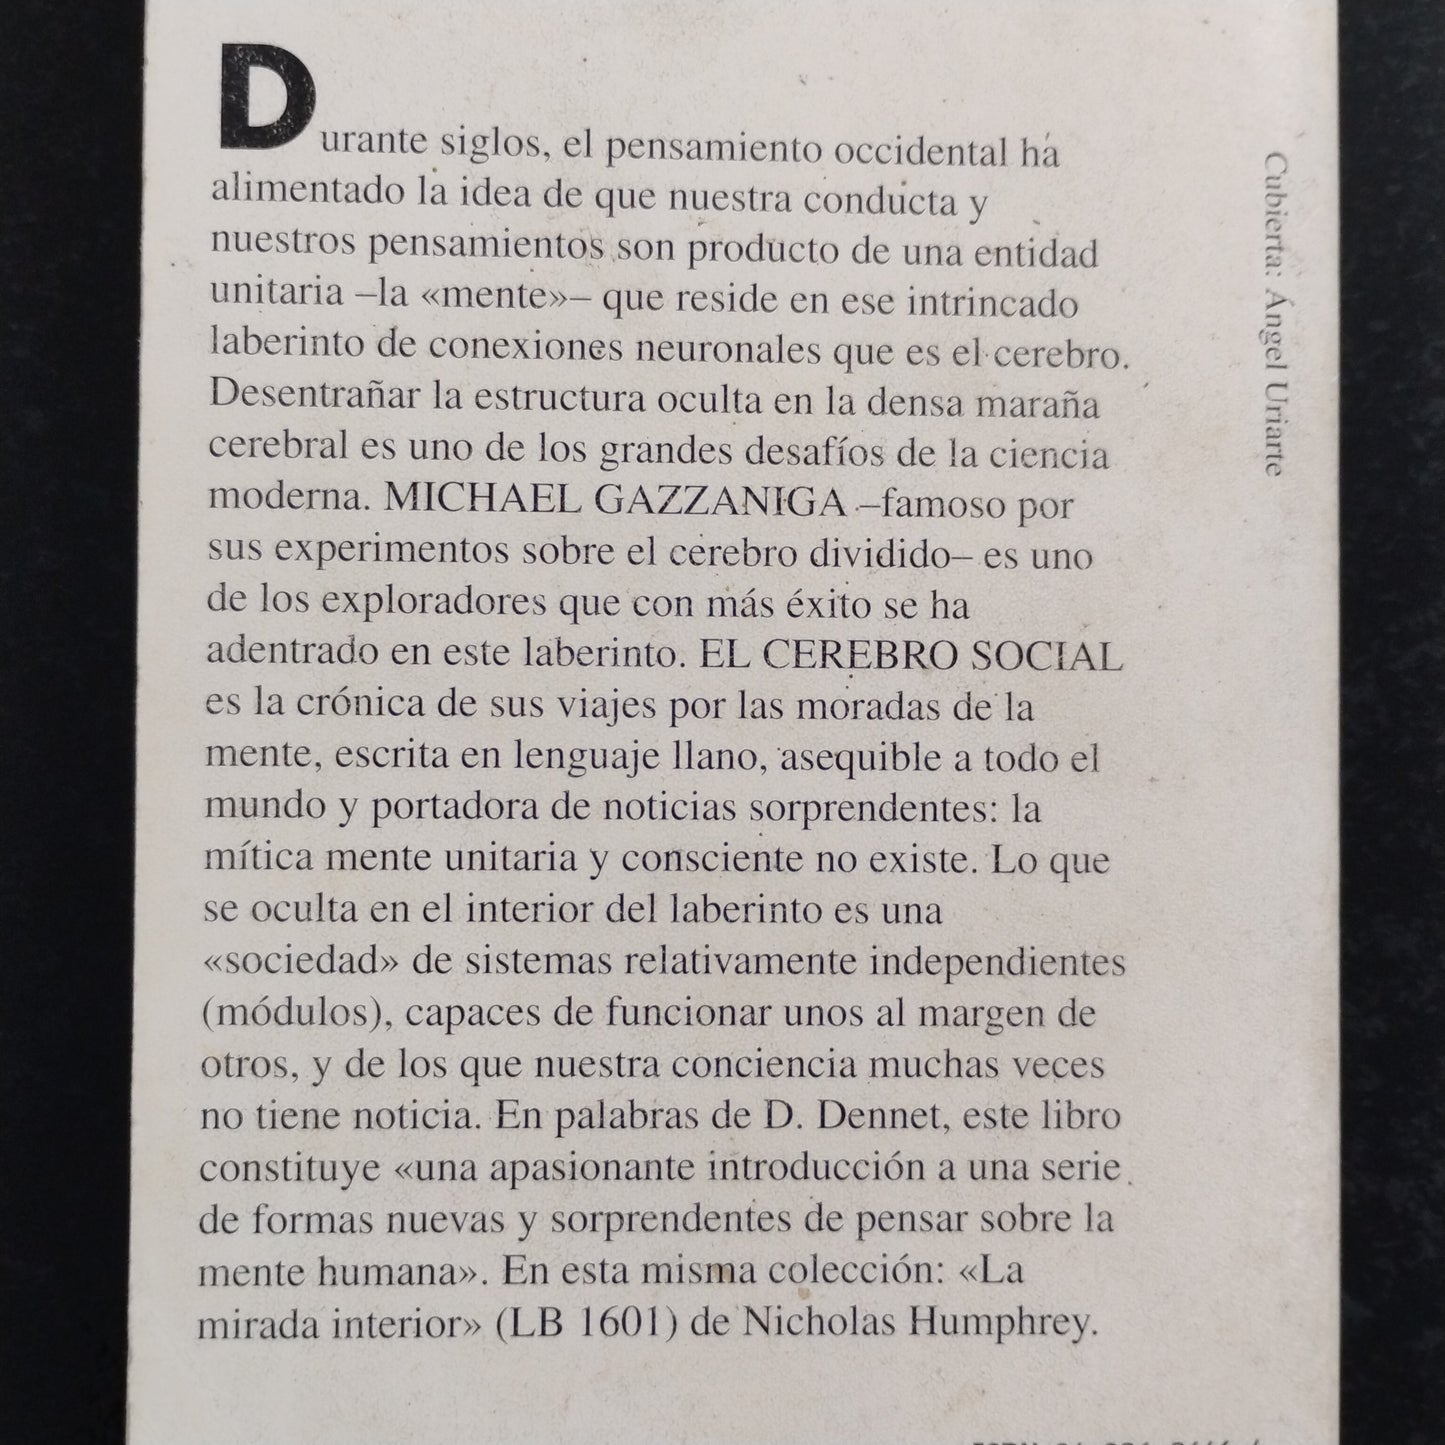 Durante siglos, el pensamiento occidental ha
alimentado la idea de que nuestra conducta y
nuestros pensamientos son producto de una entidad
unitaria –la «mente»– que reside en ese intrincado
laberinto de conexiones neuronales que es el cerebro.
Desentrañar la estructura oculta en la densa maraña
cerebral es uno de los grandes desafíos de la ciencia
moderna. MICHAEL GAZZANIGA –famoso por
sus experimentos sobre el cerebro dividido– es uno
de los exploradores que con más éxito se ha
adentrado en este laberinto. EL CEREBRO SOCIAL
es la crónica de sus viajes por las moradas de la
mente, escrita en lenguaje llano, asequible a todo el
mundo y portadora de noticias sorprendentes: la
mítica mente unitaria y consciente no existe. Lo que
se oculta en el interior del laberinto es una
«sociedad» de sistemas relativamente independientes
(módulos), capaces de funcionar unos al margen de
otros, y de los que nuestra conciencia muchas veces
no tiene noticia. En palabras de D. Dennet, este libro
constituye «una apasionante introducción a una serie
de formas nuevas y sorprendentes de pensar sobre la
mente humana». En esta misma colección: «La
mirada interior» (LB 1601) de Nicholas Humphrey.
Cubierta: Ángel Uriarte